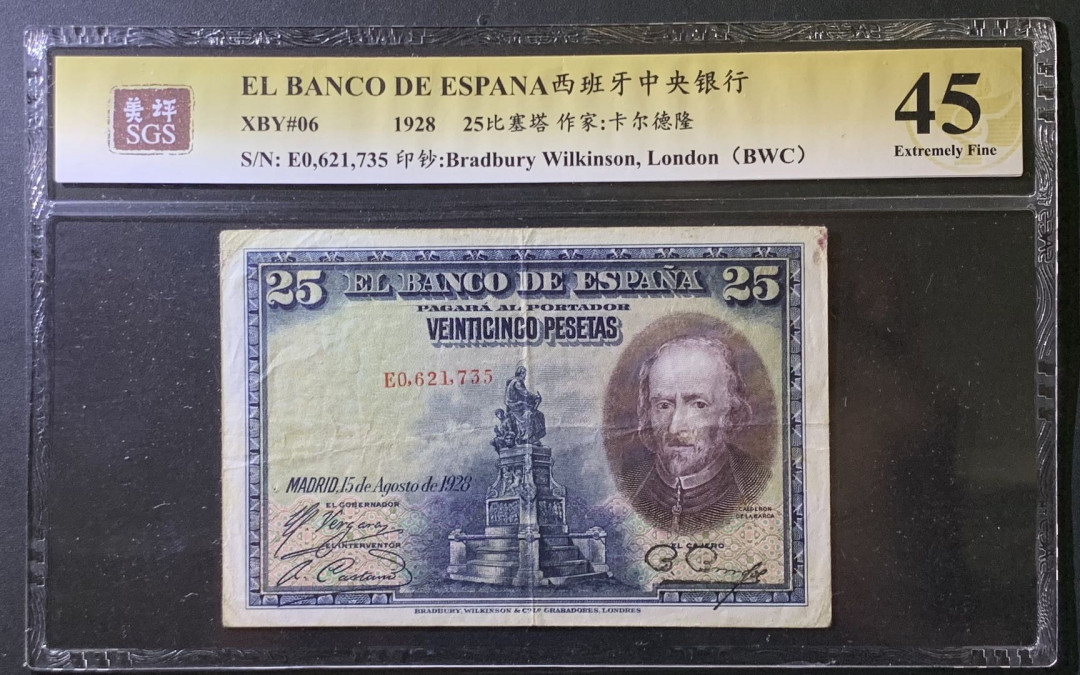 美评
SGS
EL BANCO DE ESPANA西班牙中央银行
XBY#06 1928 25比塞塔 作家:卡尔德隆
S/N: E0,621,735 印钞:Bradbury Wilkinson, London（BWC）
45
Extremely Fine
25 EL BANCO DE ESPAÑA 25
PAGARÁ AL PORTADOR
VEINTICINCO PESETAS
E0,621,735
MADRID, 15 de Agosto de 1928
EL GOBERNADOR
CALDERON
DE LA BARCA
EL INTERVENTOR
EL CAJERO
BRADBURY, WILKINSON & Cº Lᵈ GRABADORES, LONDRES